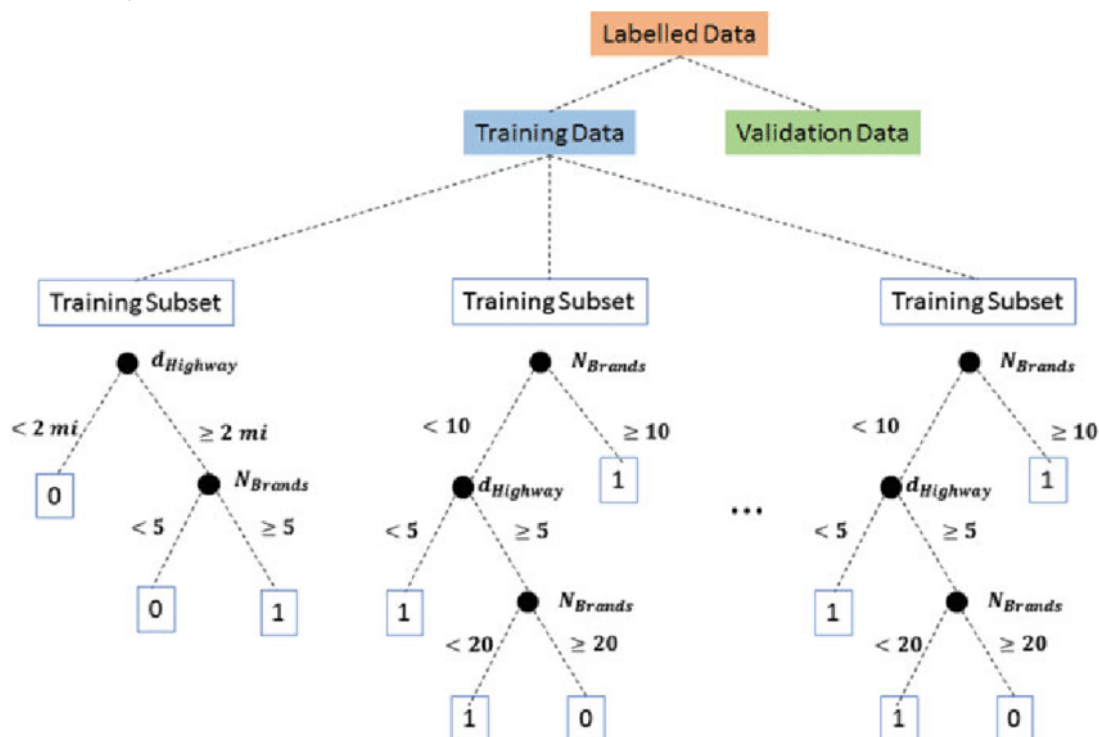 Labelled Data
Training Data
Validation Data
Training Subset
Training Subset
Training Subset
d_Highway
N_Brands
N_Brands
< 2 mi
≥ 2 mi
< 10
≥ 10
< 10
≥ 10
0
N_Brands
d_Highway
1
...
d_Highway
1
< 5
≥ 5
< 5
≥ 5
< 5
≥ 5
0
1
1
N_Brands
1
N_Brands
< 20
≥ 20
< 20
≥ 20
1
0
1
0